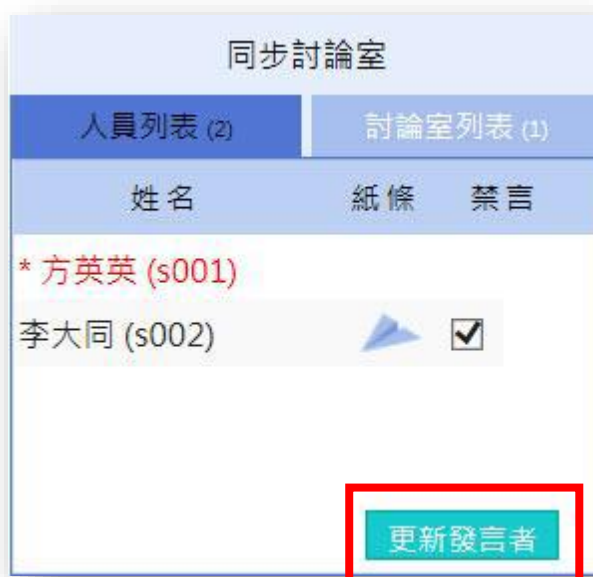 同步討論室
人員列表 (2) 討論室列表 (1)
姓名 紙條 禁言
* 方英英 (s001)
李大同 (s002)
更新發言者